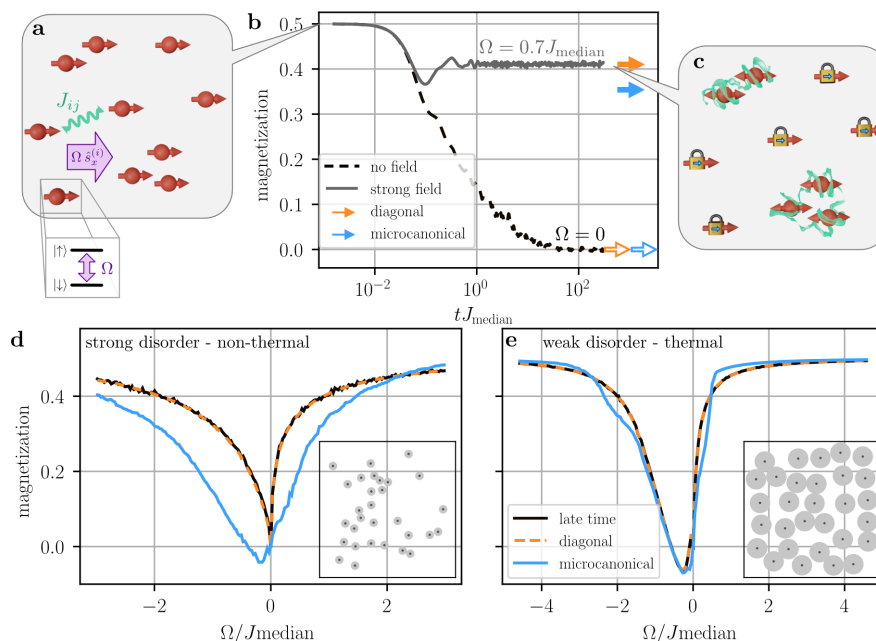 a
J_{ij}
Ω ŝ_x^{(i)}
|↑⟩
|↓⟩
Ω
b
magnetization
0.5
0.4
0.3
0.2
0.1
0.0
Ω = 0.7J_median
no field
strong field
diagonal
microcanonical
Ω = 0
10^{-2}
10^0
10^2
tJ_median
c
d
strong disorder - non-thermal
magnetization
0.4
0.2
0.0
−2
0
2
Ω/Jmedian
e
weak disorder - thermal
late time
diagonal
microcanonical
−4
−2
0
2
4
Ω/Jmedian